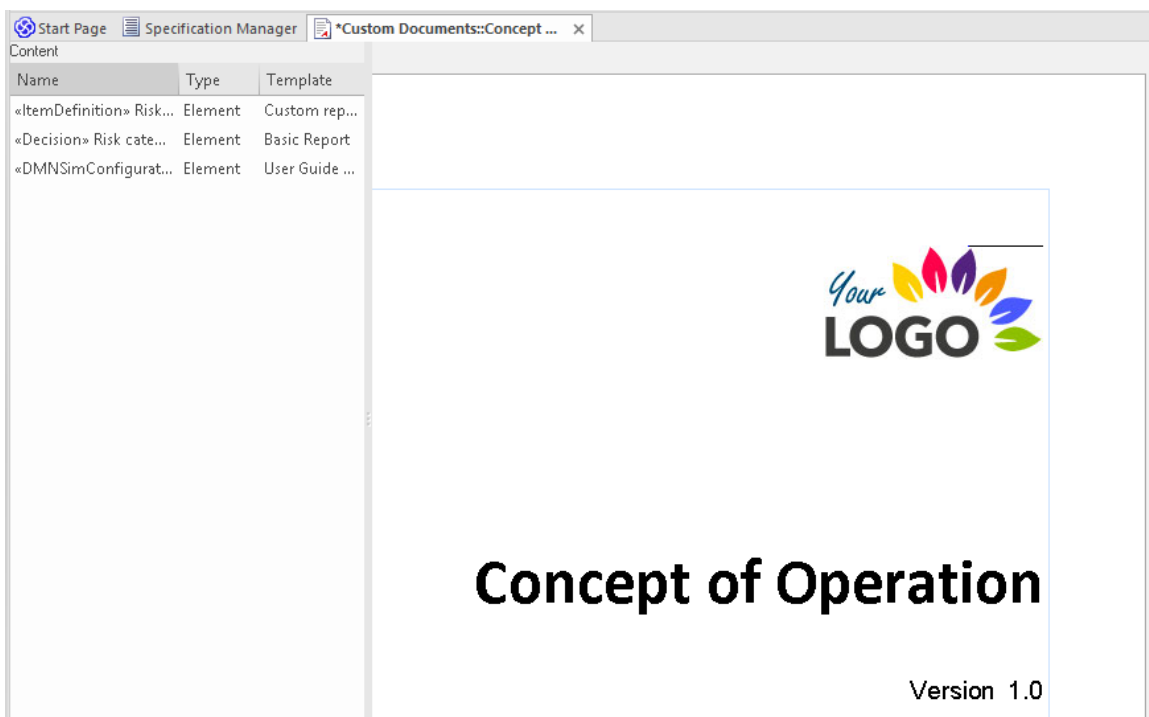 Start Page Specification Manager *Custom Documents::Concept ... ×
Content
Name Type Template
«ItemDefinition» Risk... Element Custom rep...
«Decision» Risk cate... Element Basic Report
«DMNSimConfigurat... Element User Guide ...
Your
LOGO
Concept of Operation
Version 1.0